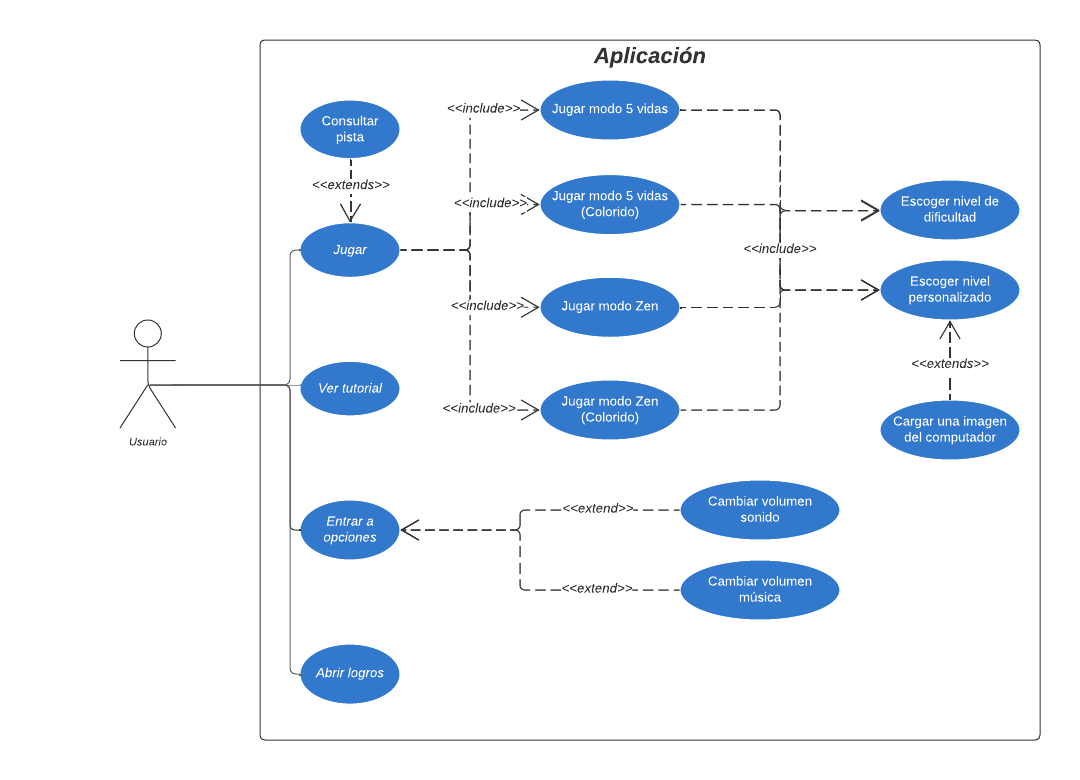 Aplicación
Consultar
pista
<<extends>>
Jugar
<<include>>
Jugar modo 5 vidas
<<include>>
Jugar modo 5 vidas
(Colorido)
<<include>>
Jugar modo Zen
<<include>>
Jugar modo Zen
(Colorido)
<<include>>
Escoger nivel de
dificultad
Escoger nivel
personalizado
<<extends>>
Cargar una imagen
del computador
Usuario
Ver tutorial
Entrar a
opciones
<<extend>>
Cambiar volumen
sonido
<<extend>>
Cambiar volumen
música
Abrir logros